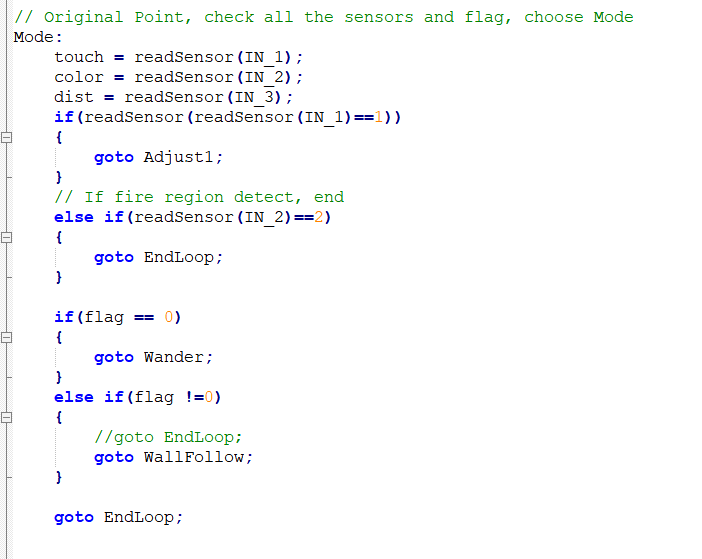 // Original Point, check all the sensors and flag, choose Mode
Mode:
    touch = readSensor(IN_1);
    color = readSensor(IN_2);
    dist = readSensor(IN_3);
    if(readSensor(readSensor(IN_1)==1))
    {
        goto Adjust1;
    }
    // If fire region detect, end
    else if(readSensor(IN_2)==2)
    {
        goto EndLoop;
    }

    if(flag == 0)
    {
        goto Wander;
    }
    else if(flag !=0)
    {
        //goto EndLoop;
        goto WallFollow;
    }

    goto EndLoop;